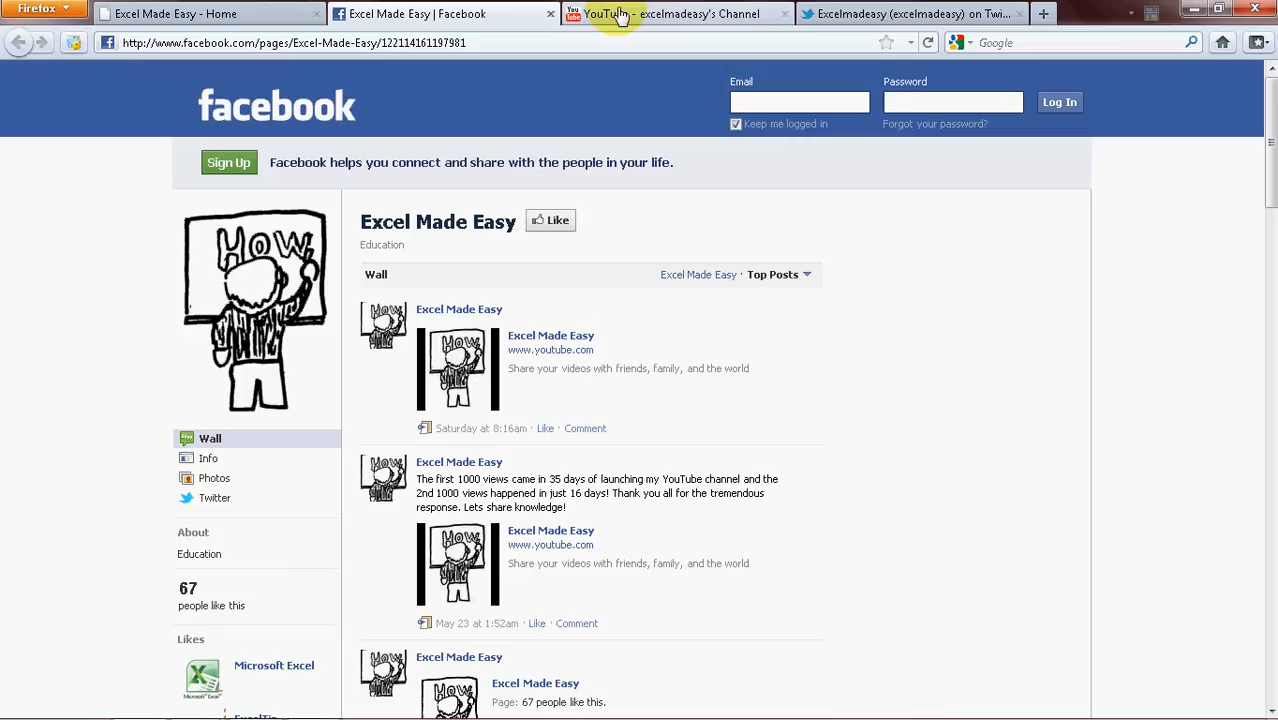 Firefox
Excel Made Easy - Home
Excel Made Easy | Facebook
YouTube - excelmadeasy's Channel
Excelmadeasy (excelmadeasy) on Twi...
http://www.facebook.com/pages/Excel-Made-Easy/122114161197981
Google
facebook
Email
Password
Log In
Keep me logged in
Forgot your password?
Sign Up
Facebook helps you connect and share with the people in your life.
HOW
Excel Made Easy
Like
Education
Wall
Excel Made Easy · Top Posts
Excel Made Easy
Excel Made Easy
www.youtube.com
Share your videos with friends, family, and the world
Saturday at 8:16am · Like · Comment
Wall
Info
Photos
Twitter
About
Education
67
people like this
Likes
Microsoft Excel
Excel Made Easy
The first 1000 views came in 35 days of launching my YouTube channel and the
2nd 1000 views happened in just 16 days! Thank you all for the tremendous
response. Lets share knowledge!
Excel Made Easy
www.youtube.com
Share your videos with friends, family, and the world
May 23 at 1:52am · Like · Comment
Excel Made Easy
Excel Made Easy
Page: 67 people like this.